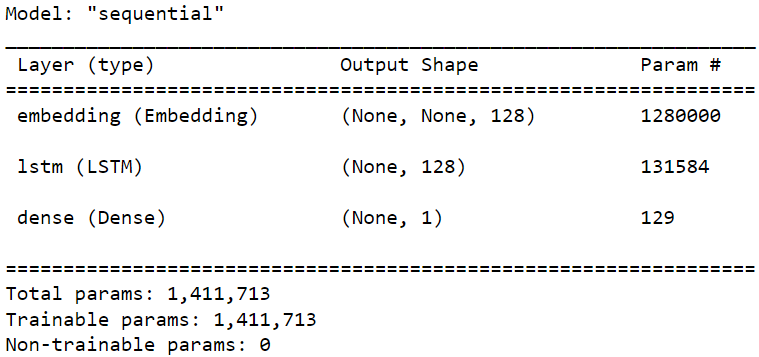 Model: "sequential"
_________________________________________________________________
Layer (type) Output Shape Param #
=================================================================
embedding (Embedding) (None, None, 128) 1280000
lstm (LSTM) (None, 128) 131584
dense (Dense) (None, 1) 129
=================================================================
Total params: 1,411,713
Trainable params: 1,411,713
Non-trainable params: 0